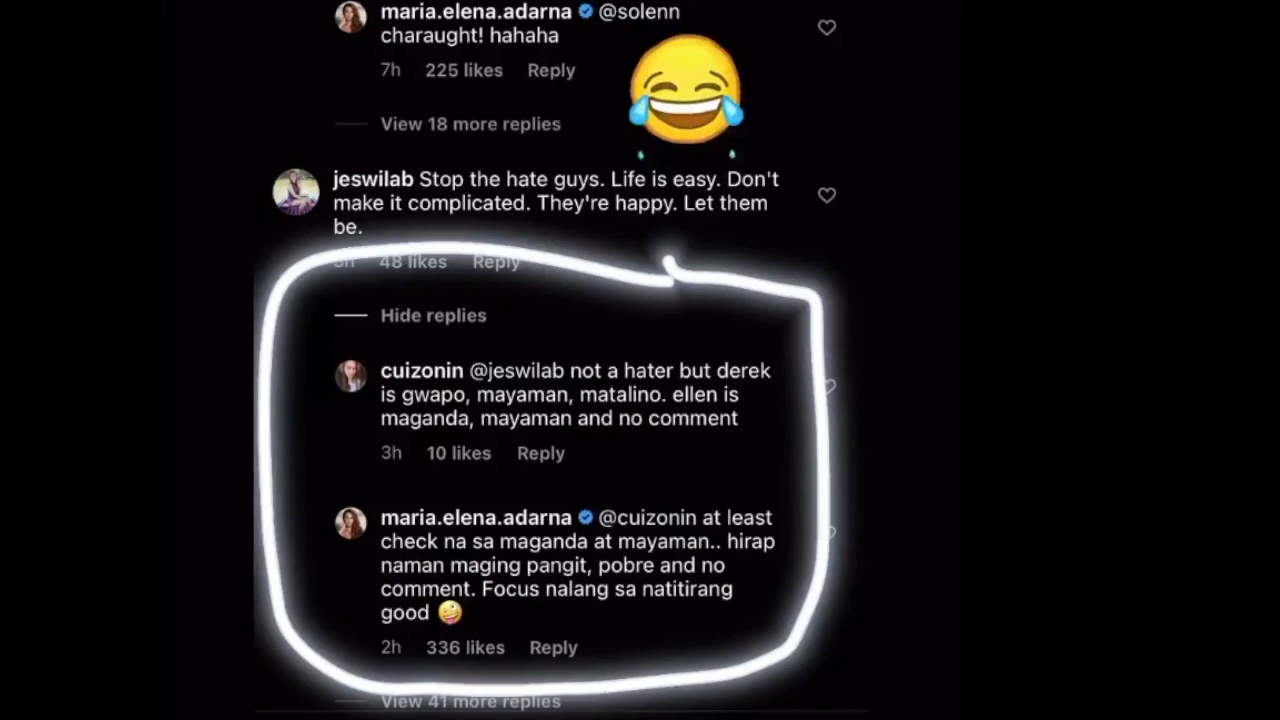 maria.elena.adarna @solenn
charaught! hahaha
7h 225 likes Reply
View 18 more replies
jeswilab Stop the hate guys. Life is easy. Don't
make it complicated. They're happy. Let them
be.
48 likes Reply
Hide replies
cuizonin @jeswilab not a hater but derek
is gwapo, mayaman, matalino. ellen is
maganda, mayaman and no comment
3h 10 likes Reply
maria.elena.adarna @cuizonin at least
check na sa maganda at mayaman.. hirap
naman maging pangit, pobre and no
comment. Focus nalang sa natitirang
good 🤪
2h 336 likes Reply
View 41 more replies